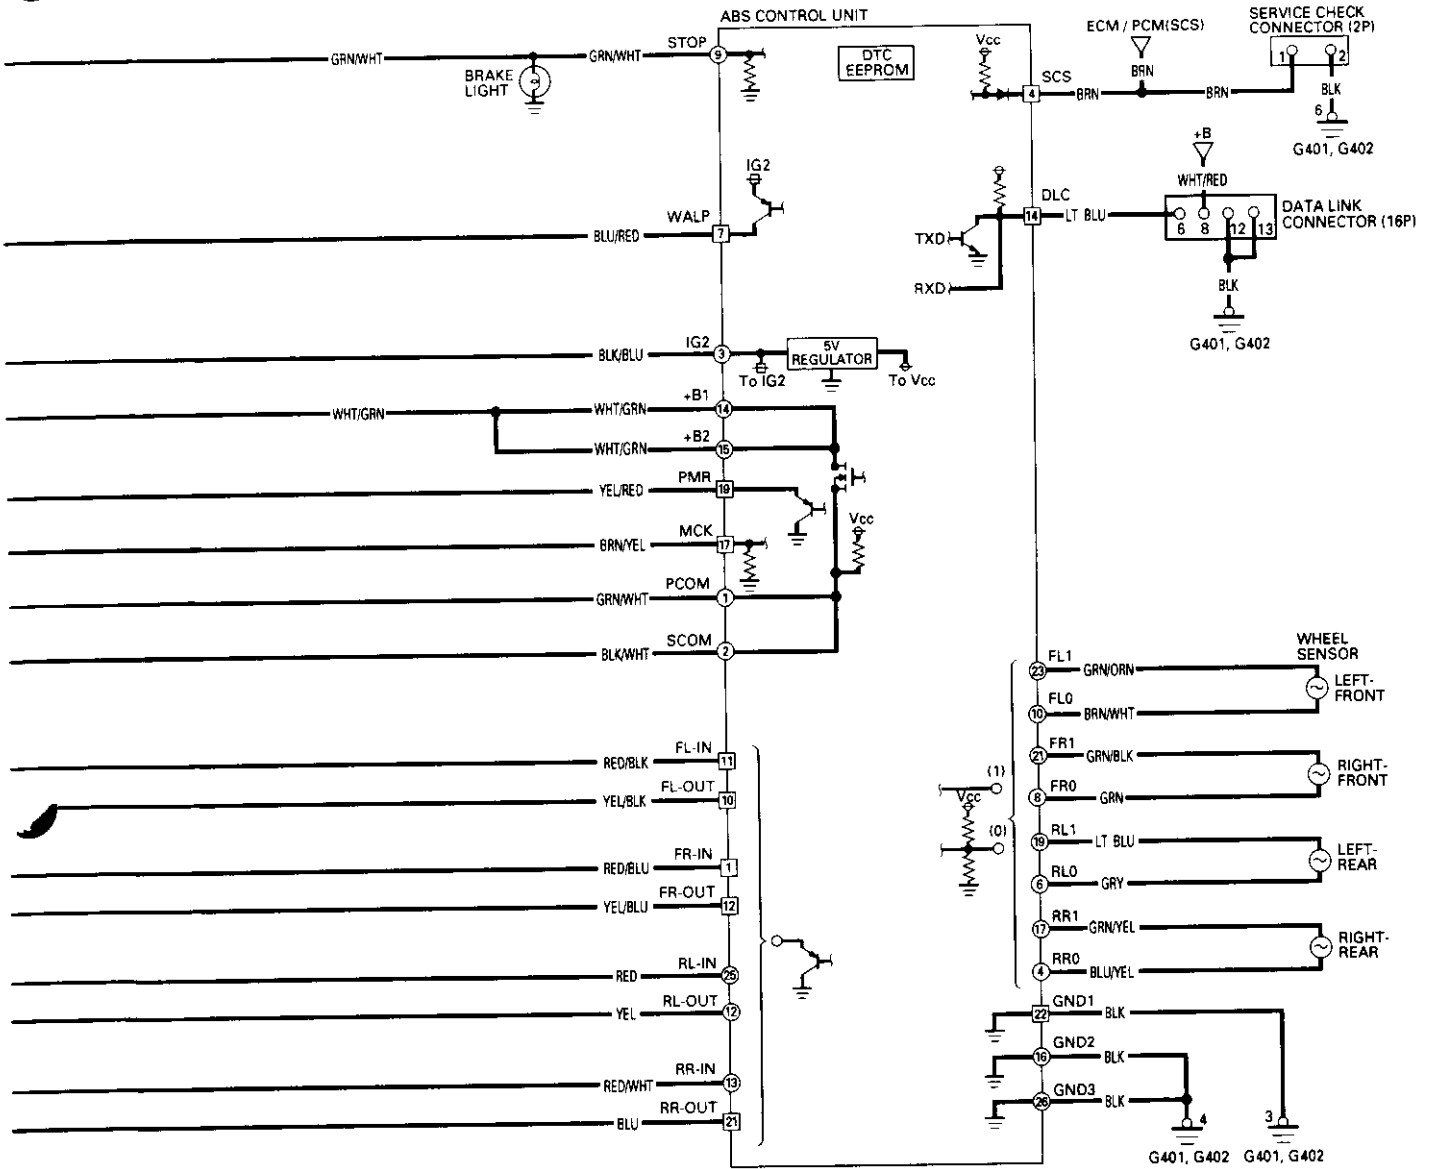 ABS CONTROL UNIT
GRN/WHT
BRAKE
LIGHT
GRN/WHT
STOP
9
DTC
EEPROM
Vcc
SCS
4
BRN
ECM / PCM(SCS)
BRN
BRN
SERVICE CHECK
CONNECTOR (2P)
1
2
BLK
6
G401, G402
BLU/RED
WALP
7
IG2
TXD
RXD
DLC
14
LT BLU
+B
WHT/RED
6 8 12 13
DATA LINK
CONNECTOR (16P)
BLK
G401, G402
BLK/BLU
IG2
3
To IG2
5V
REGULATOR
To Vcc
WHT/GRN
WHT/GRN
+B1
14
WHT/GRN
+B2
15
YEL/RED
PMR
19
BRN/YEL
MCK
17
Vcc
GRN/WHT
PCOM
1
BLK/WHT
SCOM
2
WHEEL
SENSOR
FL1
23
GRN/ORN
FL0
10
BRN/WHT
LEFT-
FRONT
FR1
21
GRN/BLK
FR0
8
GRN
RIGHT-
FRONT
RL1
19
LT BLU
RL0
6
GRY
LEFT-
REAR
RR1
17
GRN/YEL
RR0
4
BLU/YEL
RIGHT-
REAR
(1)
Vcc
(0)
RED/BLK
FL-IN
11
YEL/BLK
FL-OUT
10
RED/BLU
FR-IN
1
YEL/BLU
FR-OUT
12
RED
RL-IN
25
YEL
RL-OUT
12
RED/WHT
RR-IN
13
BLU
RR-OUT
21
GND1
22
BLK
GND2
16
BLK
GND3
26
BLK
4
G401, G402
3
G401, G402